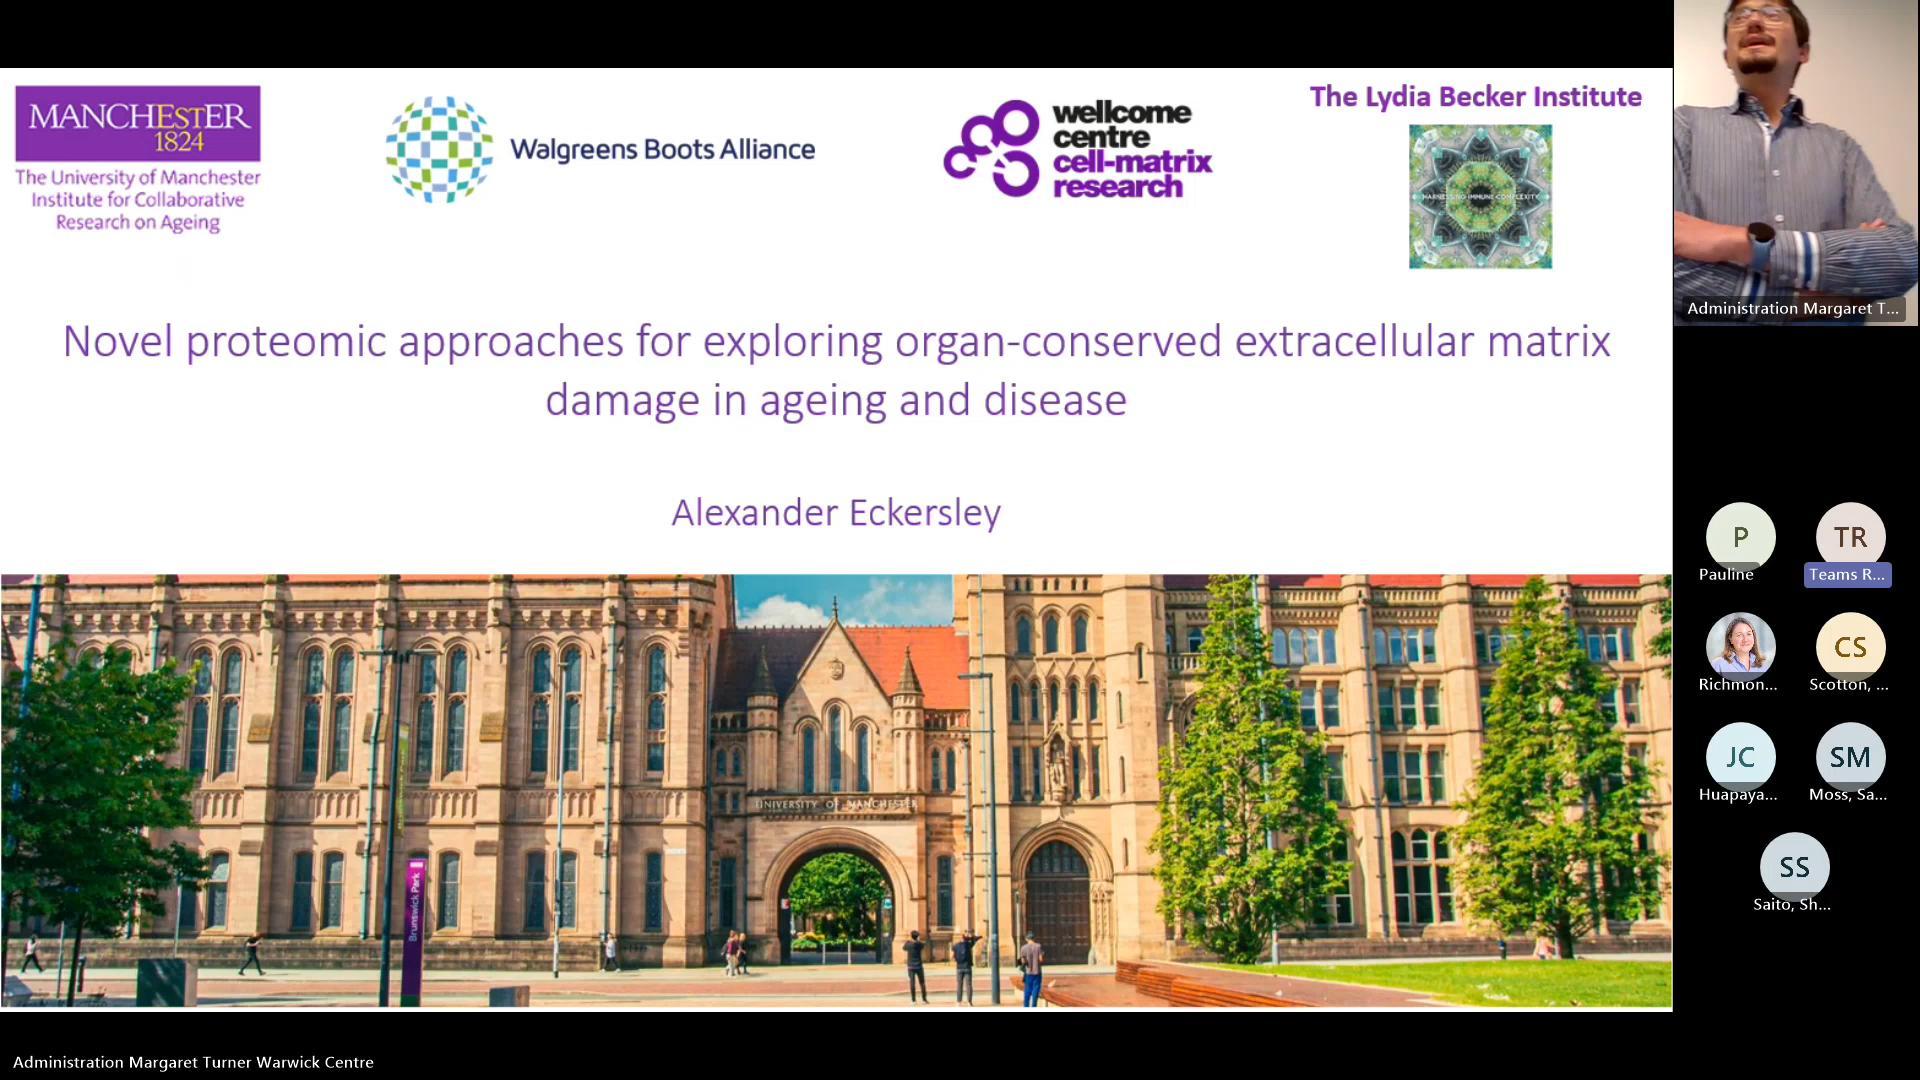 MANCHESTER
1824
The University of Manchester
Institute for Collaborative
Research on Ageing
Walgreens Boots Alliance
wellcome
centre
cell-matrix
research
The Lydia Becker Institute
HARNESSING IMMUNE COMPLEXITY
Novel proteomic approaches for exploring organ-conserved extracellular matrix
damage in ageing and disease
Alexander Eckersley
UNIVERSITY OF MANCHESTER
Brunswick Park
Administration Margaret T...
P
Pauline
TR
Teams R...
Richmon...
CS
Scotton, ...
JC
Huapaya...
SM
Moss, Sa...
SS
Saito, Sh...
Administration Margaret Turner Warwick Centre